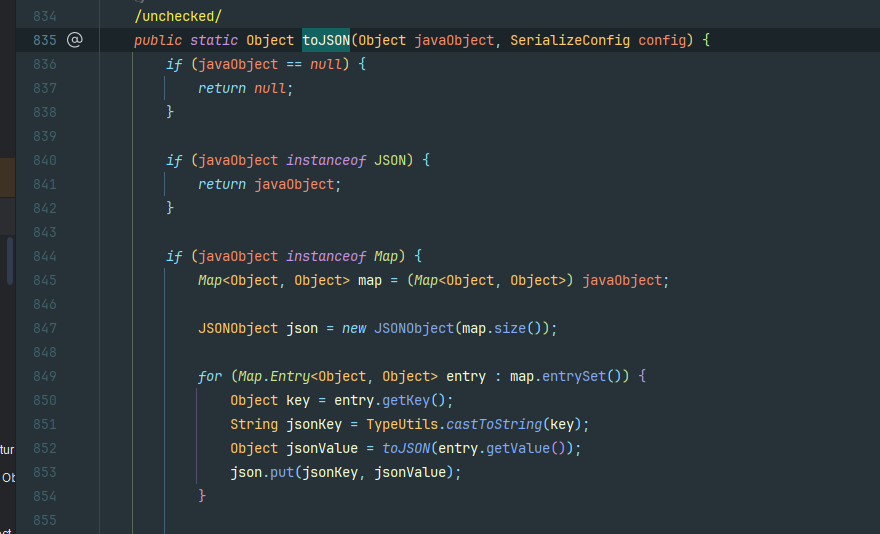 834 /unchecked/
835 @ public static Object toJSON(Object javaObject, SerializeConfig config) {
836 if (javaObject == null) {
837 return null;
838 }
839
840 if (javaObject instanceof JSON) {
841 return javaObject;
842 }
843
844 if (javaObject instanceof Map) {
845 Map<Object, Object> map = (Map<Object, Object>) javaObject;
846
847 JSONObject json = new JSONObject(map.size());
848
849 for (Map.Entry<Object, Object> entry : map.entrySet()) {
850 Object key = entry.getKey();
851 String jsonKey = TypeUtils.castToString(key);
tur
852 Object jsonValue = toJSON(entry.getValue());
Ob
853 json.put(jsonKey, jsonValue);
854 }
855